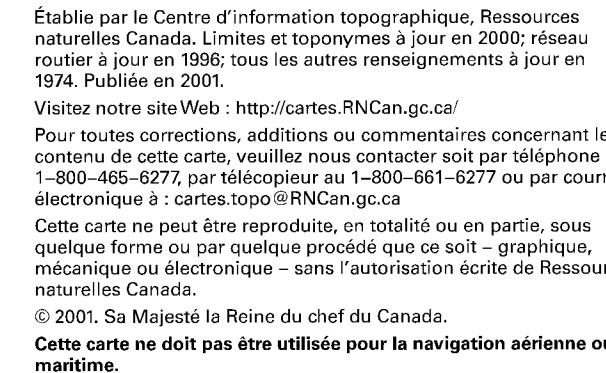 Établie par le Centre d'information topographique, Ressources
naturelles Canada. Limites et toponymes à jour en 2000; réseau
routier à jour en 1996; tous les autres renseignements à jour en
1974. Publiée en 2001.
Visitez notre site Web : http://cartes.RNCan.gc.ca/
Pour toutes corrections, additions ou commentaires concernant le
contenu de cette carte, veuillez nous contacter soit par téléphone
1–800–465–6277, par télécopieur au 1–800–661–6277 ou par courr
électronique à : cartes.topo@RNCan.gc.ca
Cette carte ne peut être reproduite, en totalité ou en partie, sous
quelque forme ou par quelque procédé que ce soit – graphique,
mécanique ou électronique – sans l'autorisation écrite de Ressour
naturelles Canada.
© 2001. Sa Majesté la Reine du chef du Canada.
Cette carte ne doit pas être utilisée pour la navigation aérienne ou
maritime.